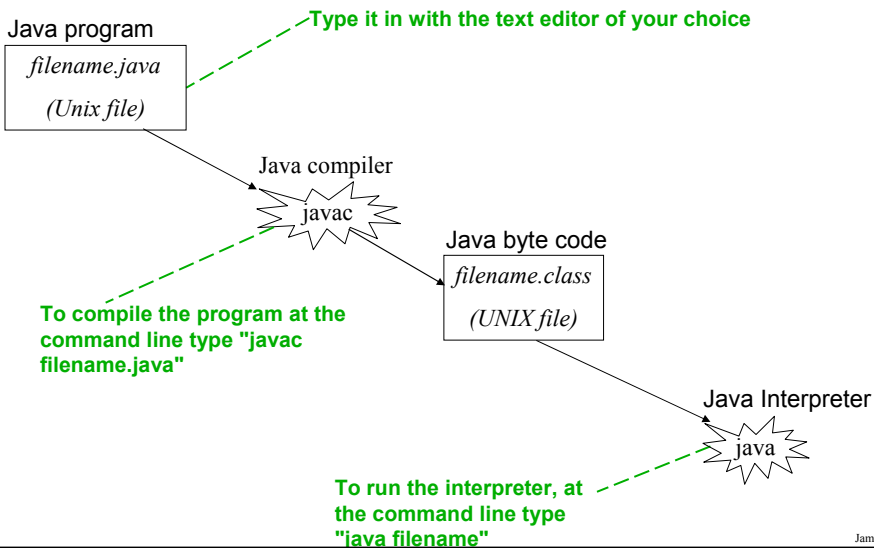 Type it in with the text editor of your choice
Java program
filename.java
(Unix file)
Java compiler
javac
Java byte code
filename.class
(UNIX file)
To compile the program at the
command line type "javac
filename.java"
Java Interpreter
java
To run the interpreter, at
the command line type
"java filename"
Jam